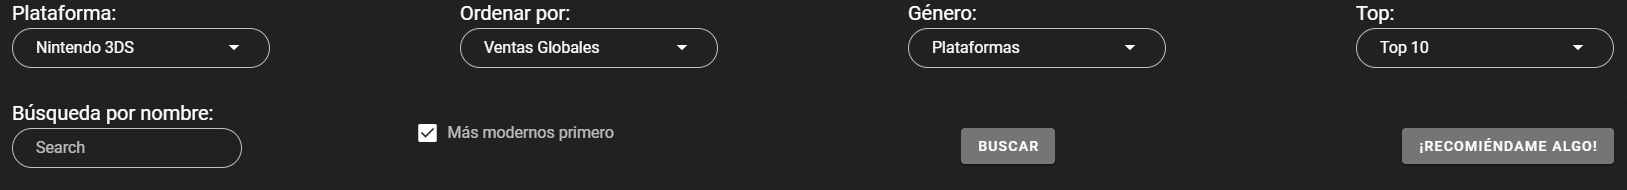 Plataforma:
Ordenar por:
Género:
Top:
Nintendo 3DS
Ventas Globales
Plataformas
Top 10
Búsqueda por nombre:
Search
Más modernos primero
BUSCAR
¡RECOMIÉNDAME ALGO!